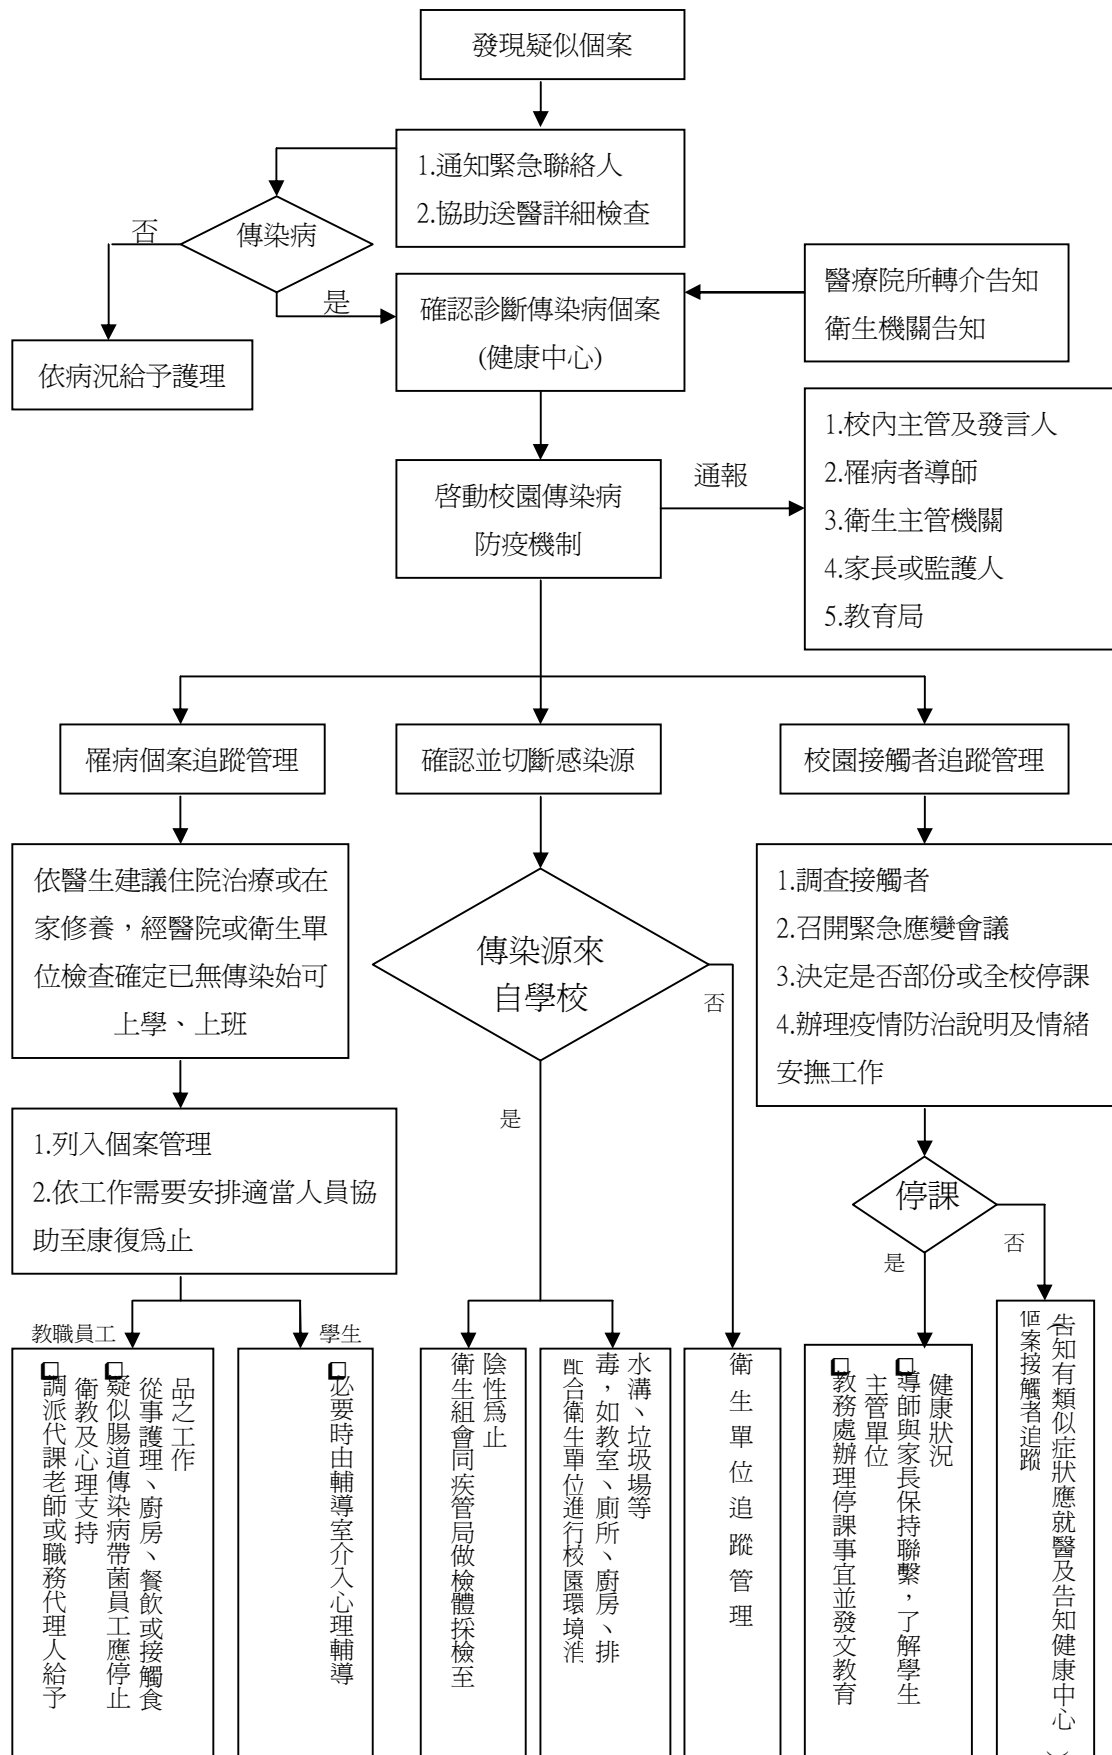 發現疑似個案
1.通知緊急聯絡人
2.協助送醫詳細檢查
傳染病
否
是
依病況給予護理
確認診斷傳染病個案
(健康中心)
醫療院所轉介告知
衛生機關告知
啟動校園傳染病
防疫機制
通報
1.校內主管及發言人
2.罹病者導師
3.衛生主管機關
4.家長或監護人
5.教育局
罹病個案追蹤管理
確認並切斷感染源
校園接觸者追蹤管理
依醫生建議住院治療或在
家修養，經醫院或衛生單
位檢查確定已無傳染始可
上學、上班
1.列入個案管理
2.依工作需要安排適當人員協
助至康復為止
傳染源來
自學校
是
否
1.調查接觸者
2.召開緊急應變會議
3.決定是否部份或全校停課
4.辦理疫情防治說明及情緒
安撫工作
停課
是
否
教職員工
學生
調派代課老師或職務代理人給予
衛教及心理支持
疑似腸道傳染病帶菌員工應停止
從事護理、廚房、餐飲或接觸食
品之工作
必要時由輔導室介入心理輔導
衛生組會同疾管局做檢體採檢至
陰性為止
配合衛生單位進行校園環境消
毒，如教室、廁所、廚房、排
水溝、垃圾場等
衛生單位追蹤管理
教務處辦理停課事宜並發文教育
主管單位
導師與家長保持聯繫，了解學生
健康狀況
個案接觸者追蹤
(告知有類似症狀應就醫及告知健康中心)